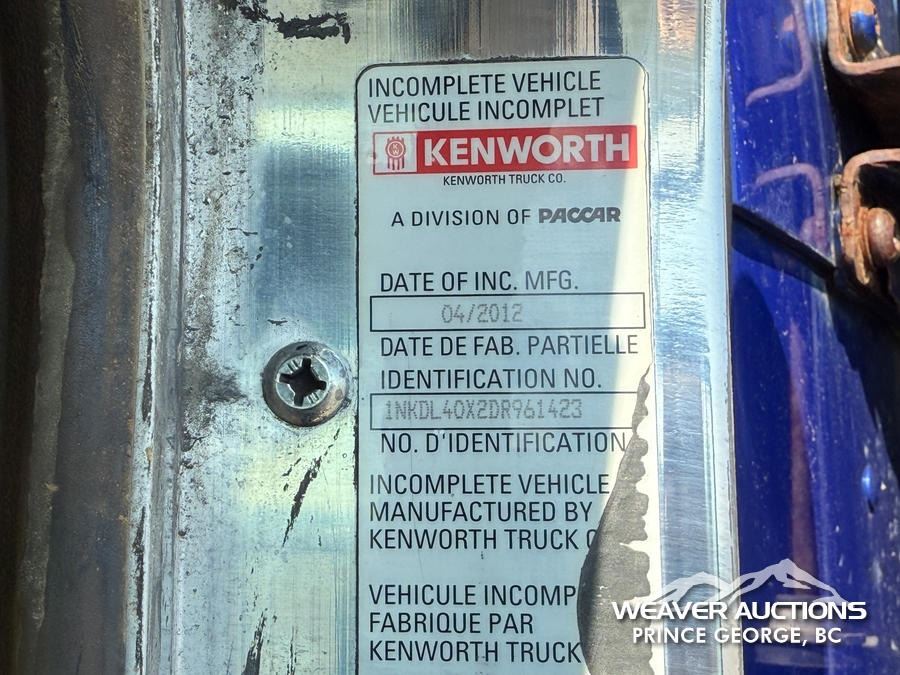 INCOMPLETE VEHICLE
VEHICULE INCOMPLET
KW KENWORTH
KENWORTH TRUCK CO.
A DIVISION OF PACCAR
DATE OF INC. MFG.
04/2012
DATE DE FAB. PARTIELLE
IDENTIFICATION NO.
1NKDL40X2DR961423
NO. D'IDENTIFICATION
INCOMPLETE VEHICLE
MANUFACTURED BY
KENWORTH TRUCK
VEHICULE INCOMP
FABRIQUE PAR
KENWORTH TRUCK
WEAVER AUCTIONS
PRINCE GEORGE, BC